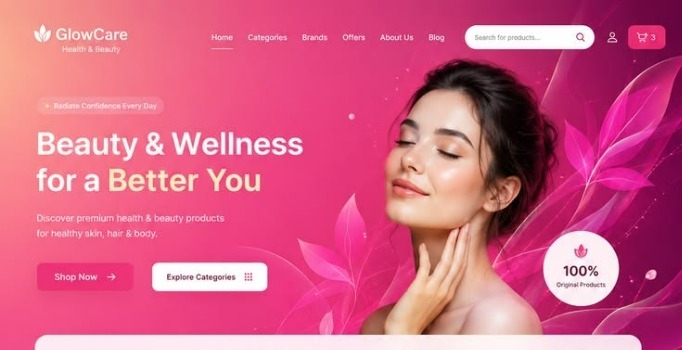 GlowCare
Health & Beauty
Home
Categories
Brands
Offers
About Us
Blog
Search for products...
3
Radiate Confidence Every Day
Beauty & Wellness
for a Better You
Discover premium health & beauty products
for healthy skin, hair & body.
Shop Now
Explore Categories
100%
Original Products